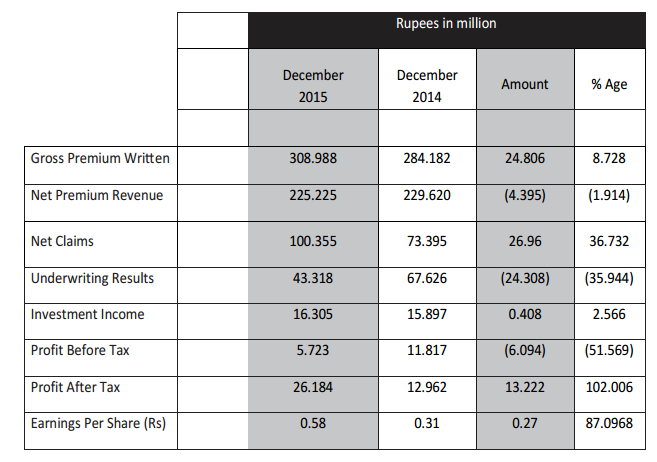 Rupees in million
December 2015 December 2014 Amount % Age
Gross Premium Written 308.988 284.182 24.806 8.728
Net Premium Revenue 225.225 229.620 (4.395) (1.914)
Net Claims 100.355 73.395 26.96 36.732
Underwriting Results 43.318 67.626 (24.308) (35.944)
Investment Income 16.305 15.897 0.408 2.566
Profit Before Tax 5.723 11.817 (6.094) (51.569)
Profit After Tax 26.184 12.962 13.222 102.006
Earnings Per Share (Rs) 0.58 0.31 0.27 87.0968